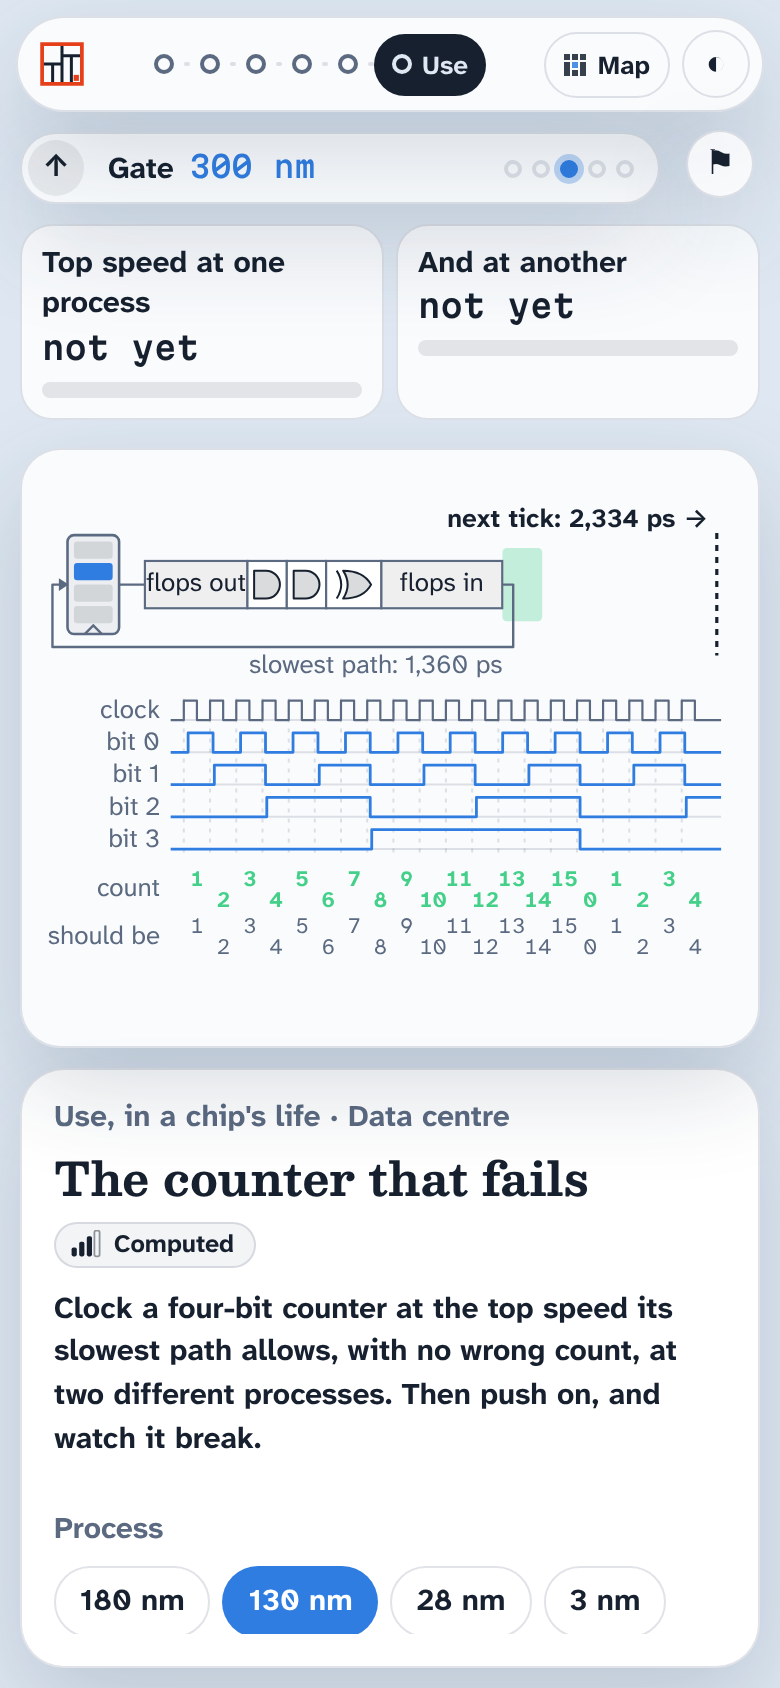 Use
Map
Gate 300 nm
Top speed at one
process
not yet
And at another
not yet
next tick: 2,334 ps →
flops out
flops in
slowest path: 1,360 ps
clock
bit 0
bit 1
bit 2
bit 3
count
1 3 5 7 9 11 13 15 1 3
2 4 6 8 10 12 14 0 2 4
should be
1 3 5 7 9 11 13 15 1 3
2 4 6 8 10 12 14 0 2 4
Use, in a chip's life · Data centre
The counter that fails
Computed
Clock a four-bit counter at the top speed its
slowest path allows, with no wrong count, at
two different processes. Then push on, and
watch it break.
Process
180 nm
130 nm
28 nm
3 nm